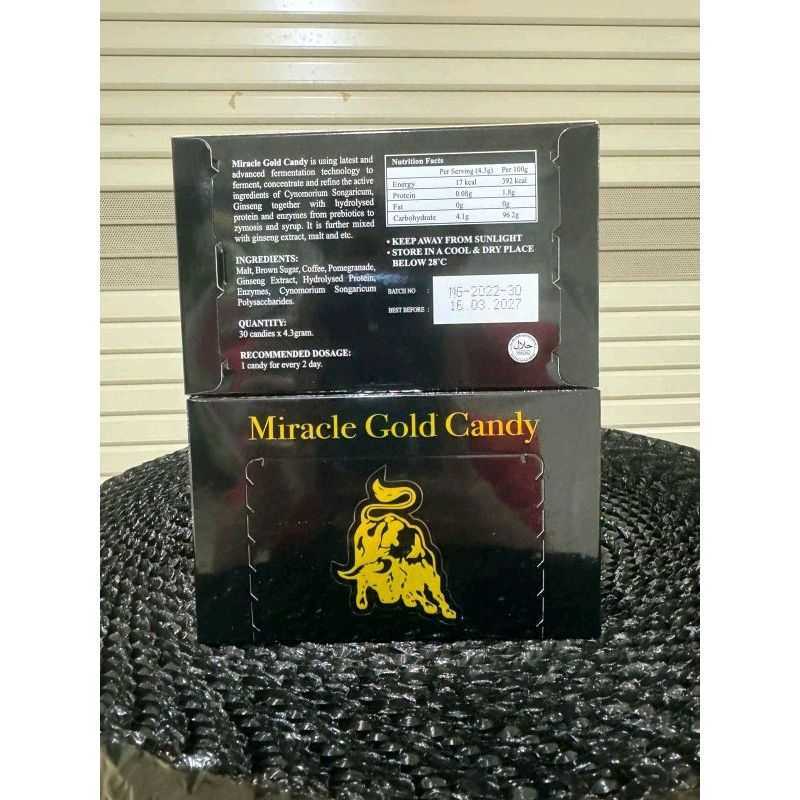 Miracle Gold Candy is using latest and
advanced fermentation technology to
ferment, concentrate and refine the active
ingredients of Cynomorium Songaricum,
Ginseng together with hydrolysed
protein and enzymes from prebiotics to
zymosis and syrup. It is further mixed
with ginseng extract, malt and etc.
INGREDIENTS:
Malt, Brown Sugar, Coffee, Pomegranade,
Ginseng Extract, Hydrolysed Protein,
Enzymes, Cynomorium Songaricum
Polysaccharides.
QUANTITY:
30 candies x 4.3gram.
RECOMMENDED DOSAGE:
1 candy for every 2 day.
Nutrition Facts
Per Serving (4.3g) Per 100g
Energy 17 kcal 392 kcal
Protein 0.08g 1.8g
Fat 0g 0g
Carbohydrate 4.1g 96.2g
• KEEP AWAY FROM SUNLIGHT
• STORE IN A COOL & DRY PLACE
BELOW 28˚C
BATCH NO : MG-2022-30
BEST BEFORE : 16.03.2027
حلال
Miracle Gold Candy